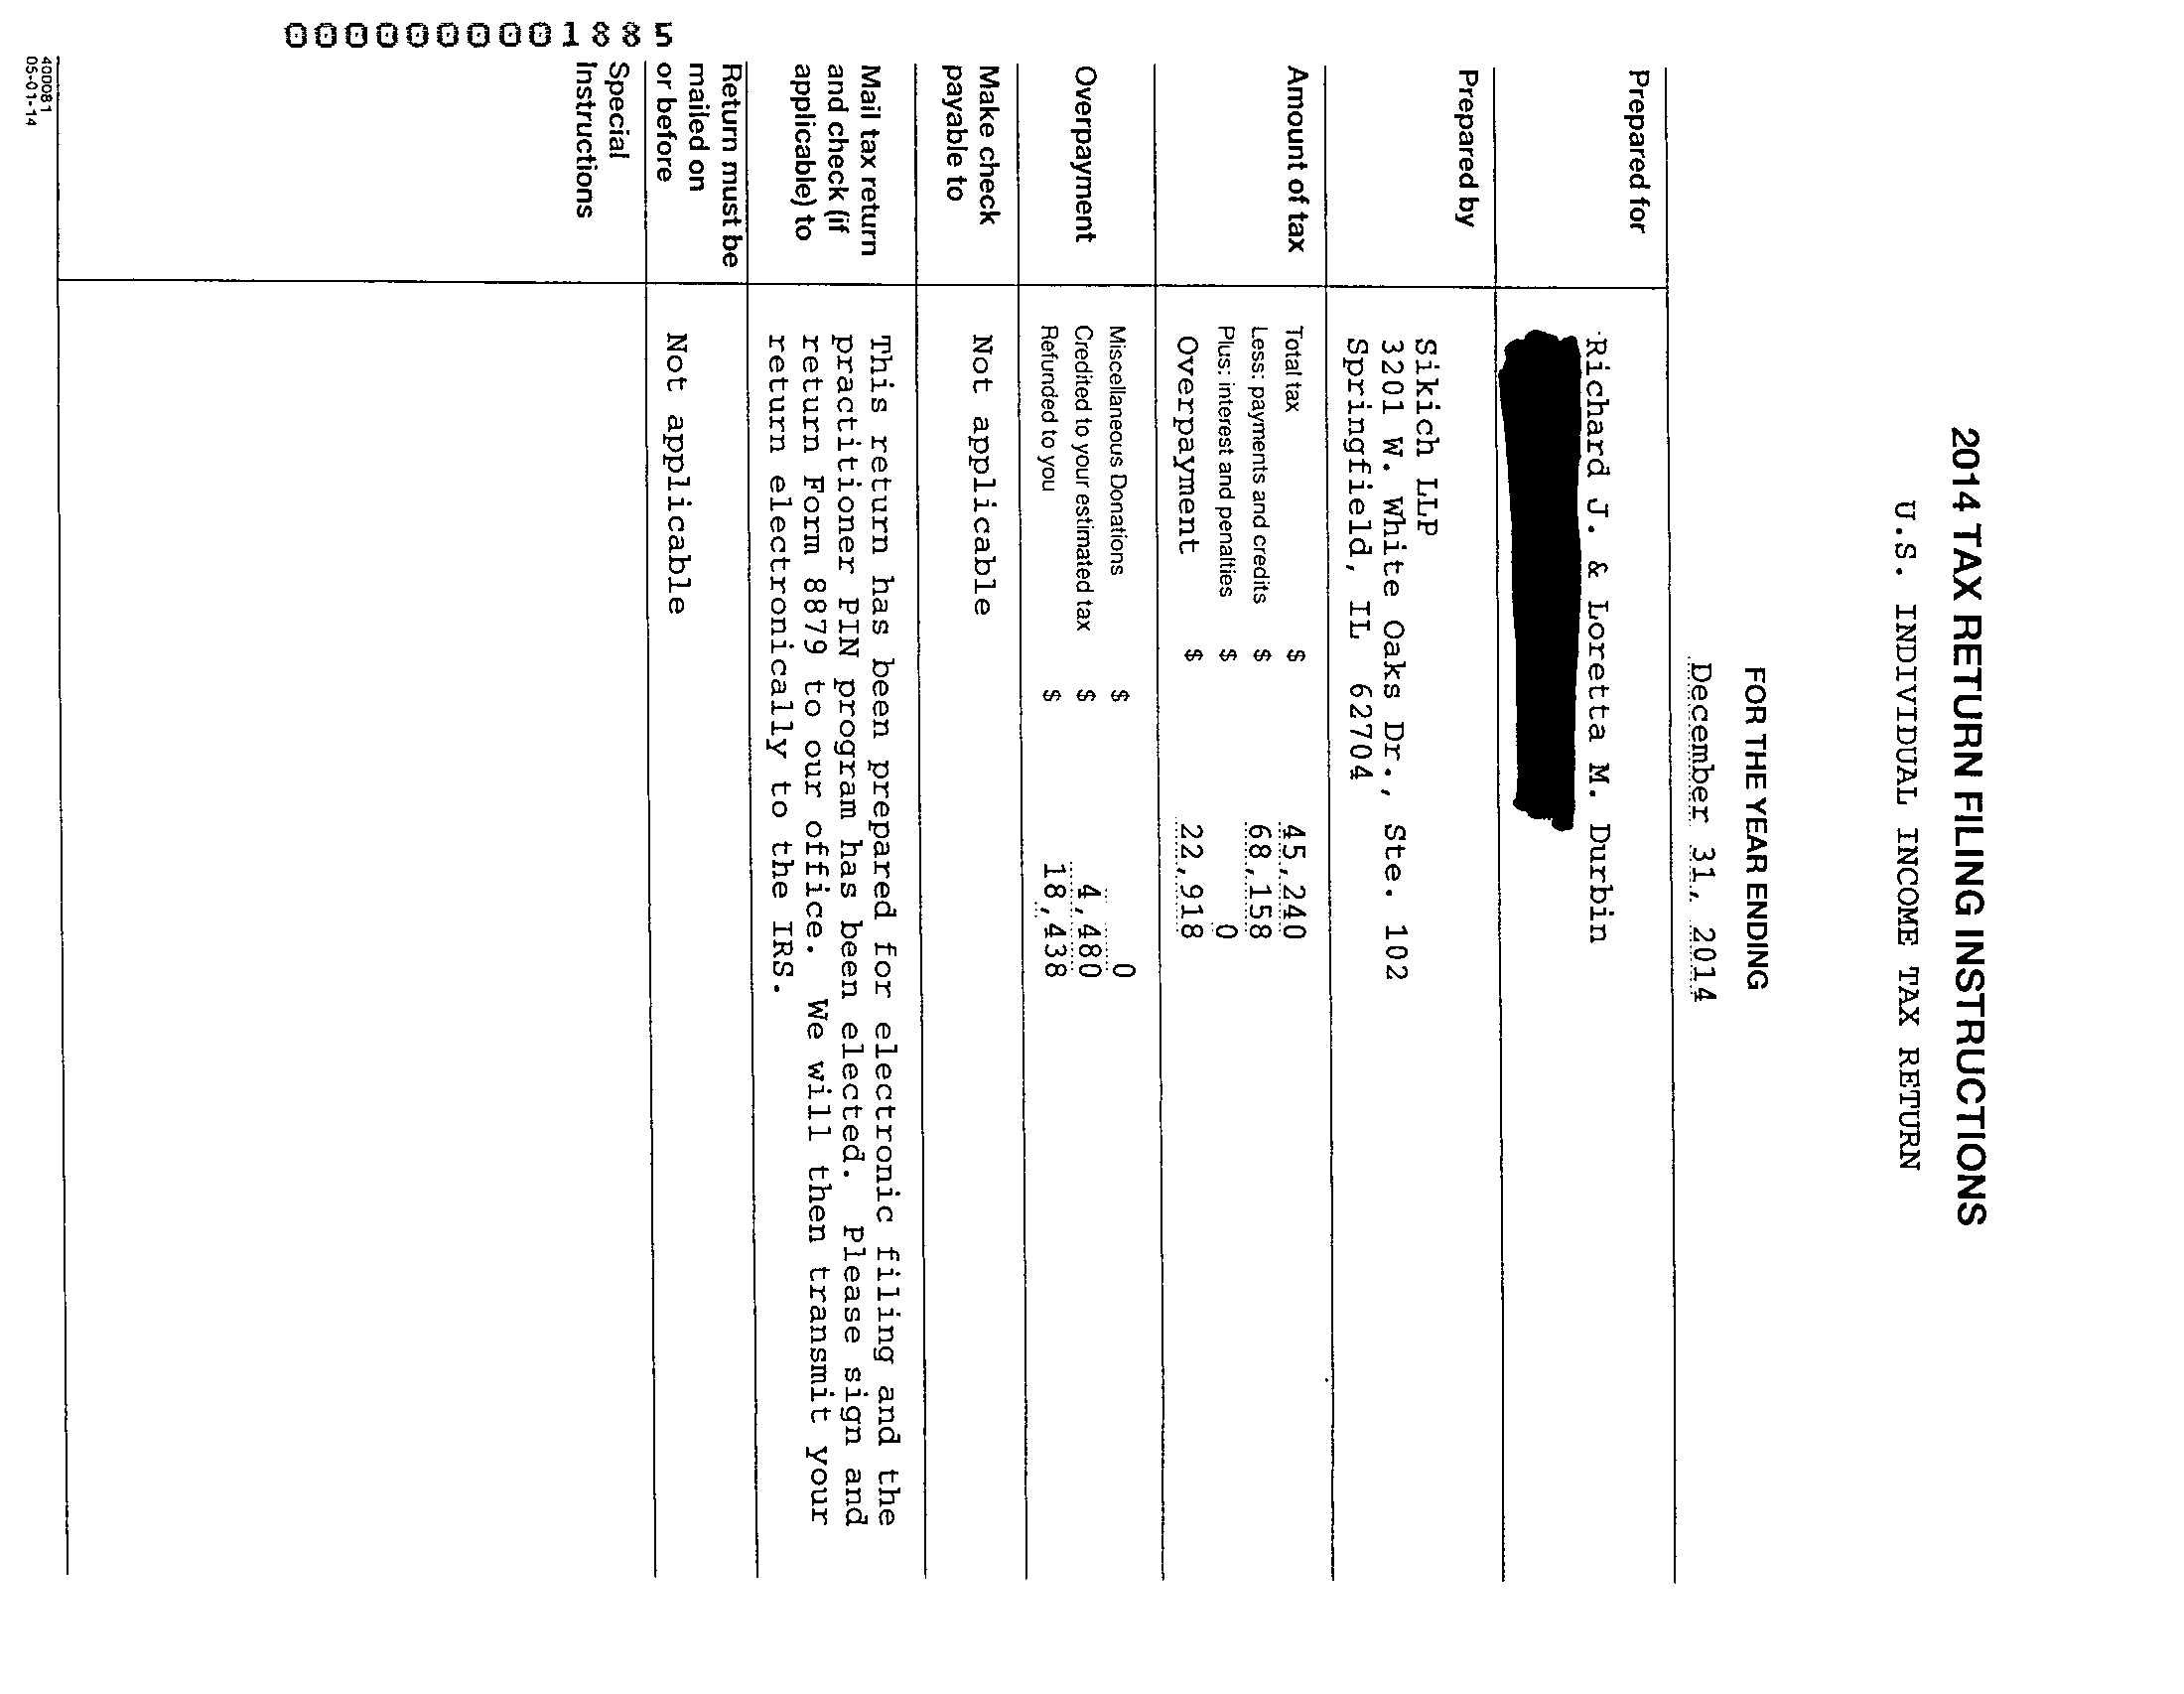 2014 TAX RETURN FILING INSTRUCTIONS
U.S. INDIVIDUAL INCOME TAX RETURN
FOR THE YEAR ENDING
December 31, 2014
Prepared for
Richard J. & Loretta M. Durbin
Prepared by
Sikich LLP
3201 W. White Oaks Dr., Ste. 102
Springfield, IL 62704
Amount of tax
Total tax $ 45,240
Less: payments and credits $ 68,158
Plus: interest and penalties $ 0
Overpayment $ 22,918
Overpayment
Miscellaneous Donations $ 0
Credited to your estimated tax $ 4,480
Refunded to you $ 18,438
Make check
payable to
Not applicable
Mail tax return
and check (if
applicable) to
This return has been prepared for electronic filing and the
practitioner PIN program has been elected. Please sign and
return Form 8879 to our office. We will then transmit your
return electronically to the IRS.
Return must be
mailed on
or before
Not applicable
Special
Instructions
400081
05-01-14
0000000001885